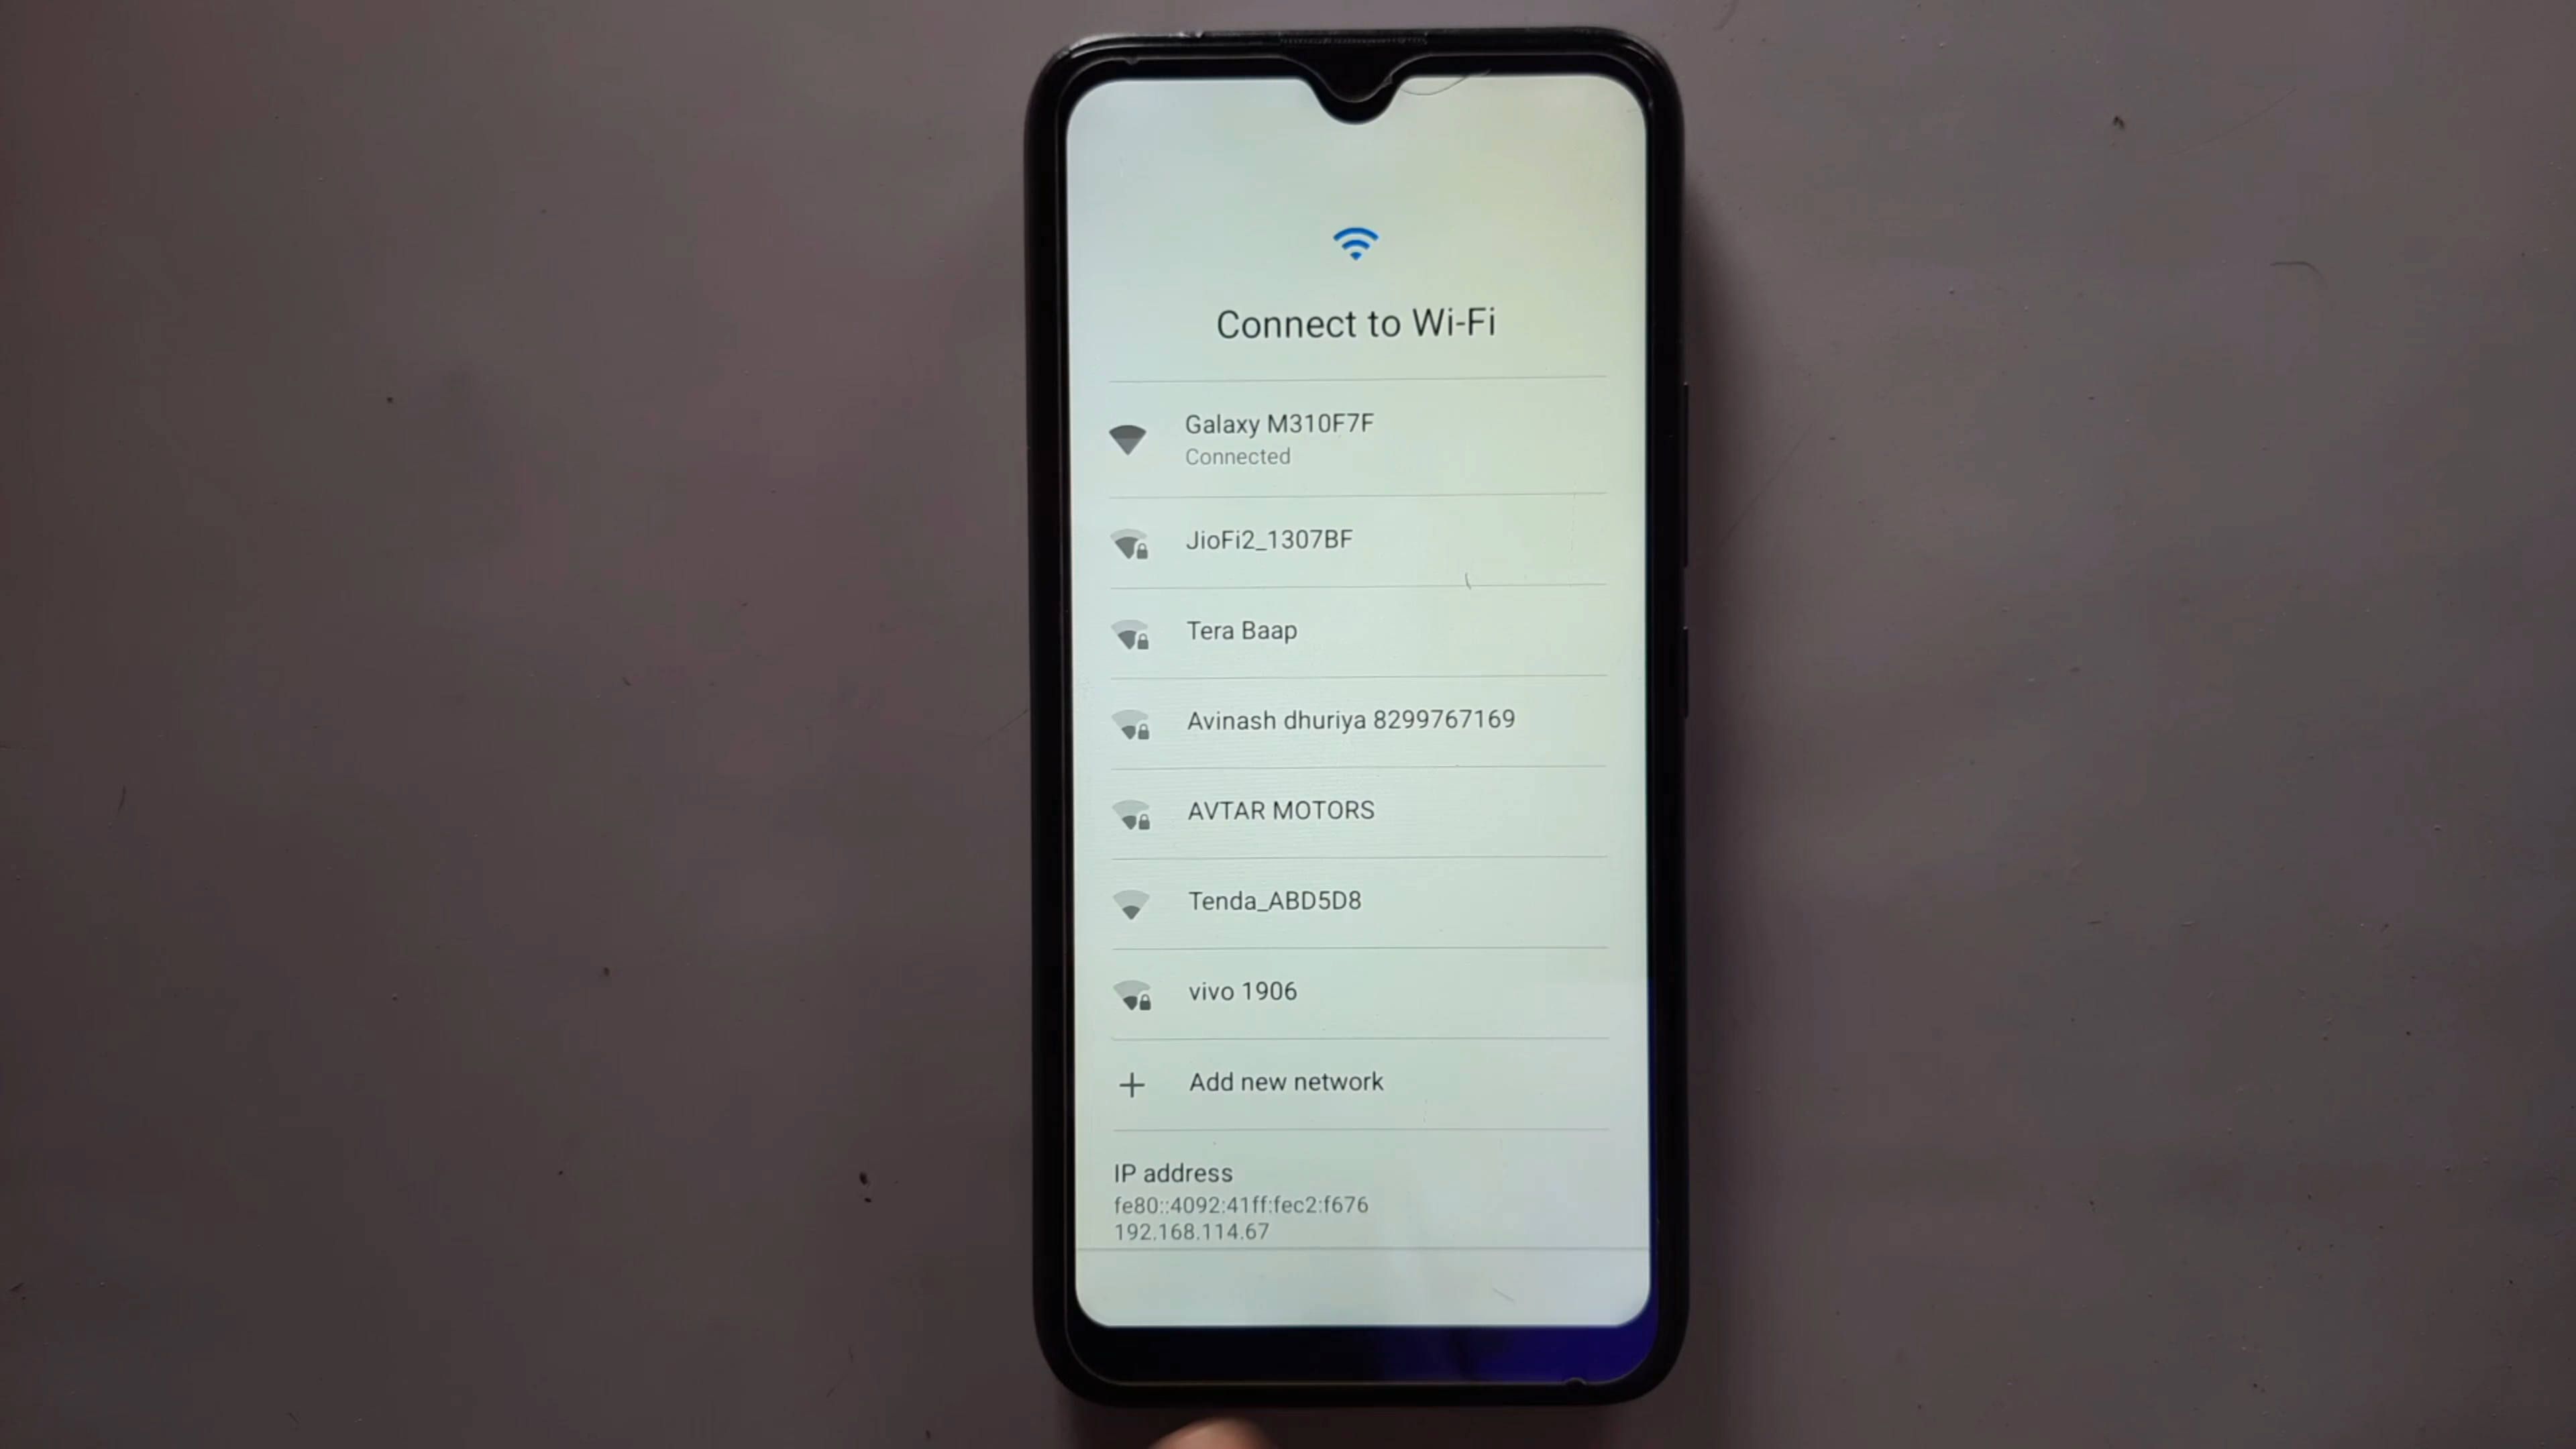 Connect to Wi-Fi
Galaxy M310F7F
Connected
JioFi2_1307BF
Tera Baap
Avinash dhuriya 8299767169
AVTAR MOTORS
Tenda_ABD5D8
vivo 1906
Add new network
IP address
fe80::4092:41ff:fec2:f676
192.168.114.67